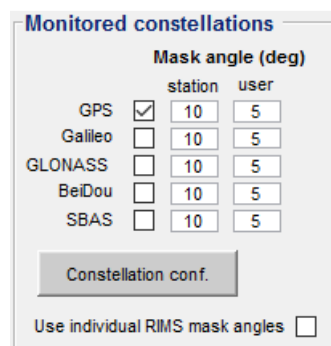 Monitored constellations
Mask angle (deg)
station user
GPS 10 5
Galileo 10 5
GLONASS 10 5
BeiDou 10 5
SBAS 10 5
Constellation conf.
Use individual RIMS mask angles